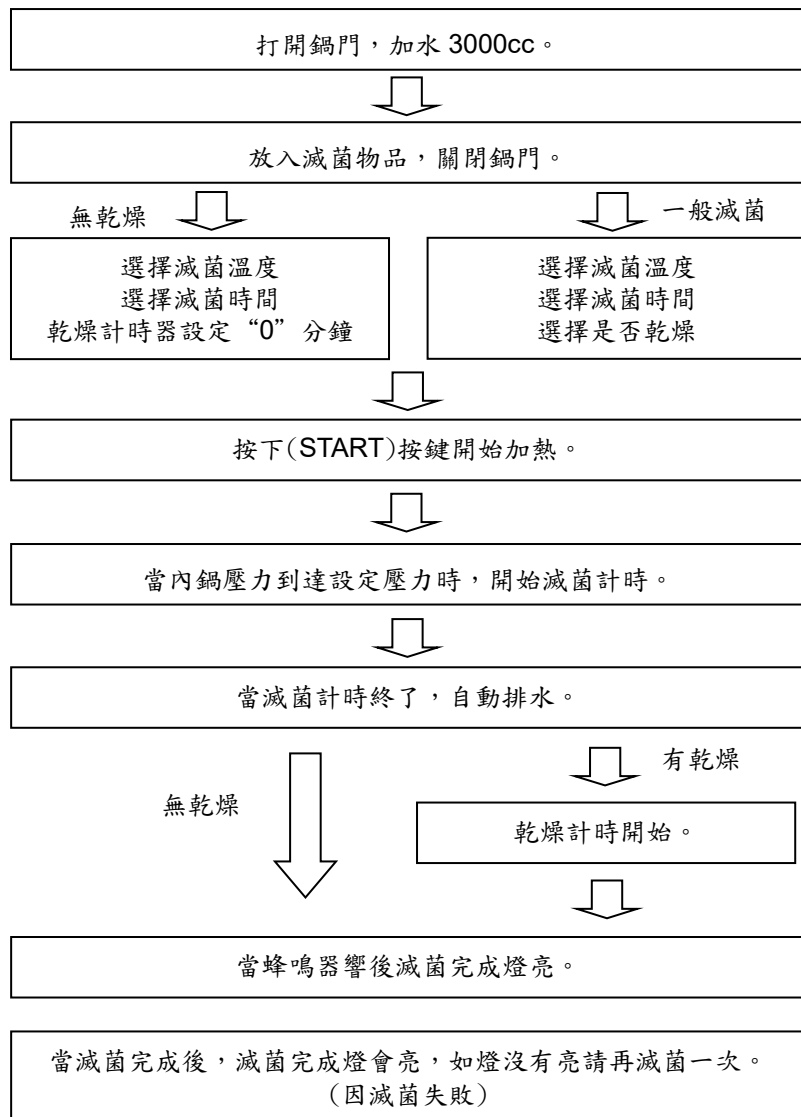 打開鍋門，加水 3000cc。
放入滅菌物品，關閉鍋門。
無乾燥
一般滅菌
選擇滅菌溫度
選擇滅菌時間
乾燥計時器設定“0”分鐘
選擇滅菌溫度
選擇滅菌時間
選擇是否乾燥
按下(START)按鍵開始加熱。
當內鍋壓力到達設定壓力時，開始滅菌計時。
當滅菌計時終了，自動排水。
有乾燥
無乾燥
乾燥計時開始。
當蜂鳴器響後滅菌完成燈亮。
當滅菌完成後，滅菌完成燈會亮，如燈沒有亮請再滅菌一次。
(因滅菌失敗)